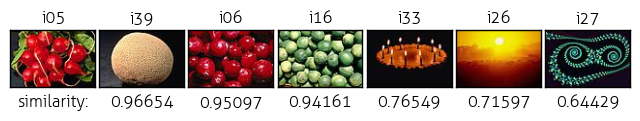 i05 i39 i06 i16 i33 i26 i27
similarity: 0.96654 0.95097 0.94161 0.76549 0.71597 0.64429